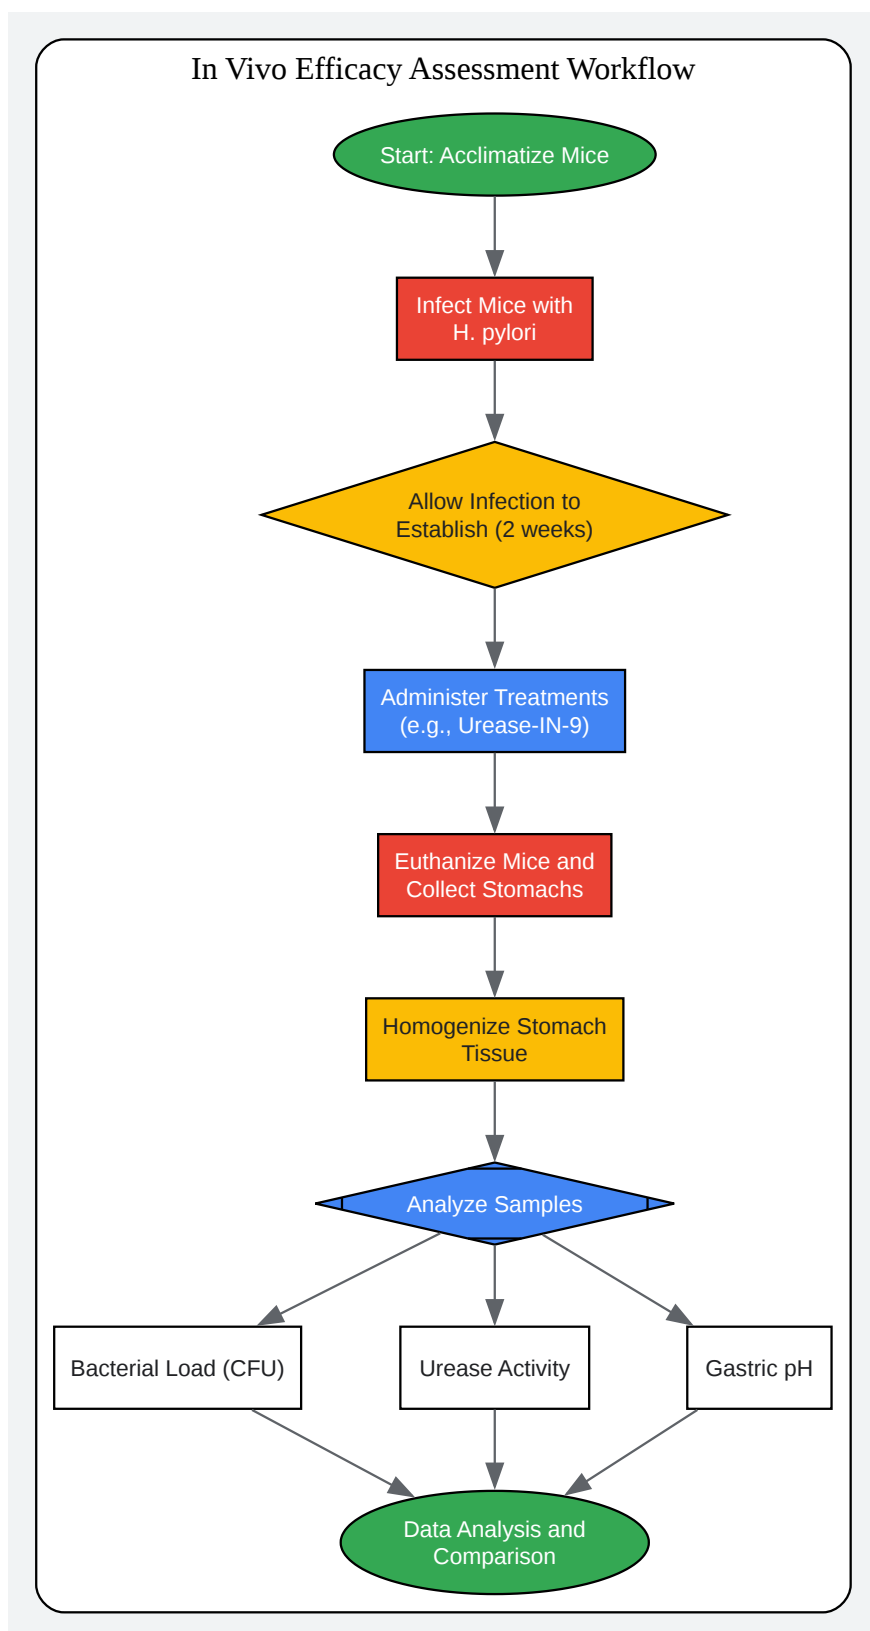 In Vivo Efficacy Assessment Workflow
Start: Acclimatize Mice
Infect Mice with
H. pylori
Allow Infection to
Establish (2 weeks)
Administer Treatments
(e.g., Urease-IN-9)
Euthanize Mice and
Collect Stomachs
Homogenize Stomach
Tissue
Analyze Samples
Bacterial Load (CFU)
Urease Activity
Gastric pH
Data Analysis and
Comparison